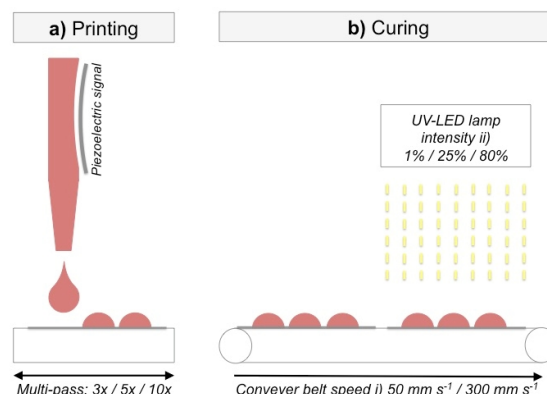 a) Printing
b) Curing
Piezoelectric signal
UV-LED lamp
intensity ii)
1% / 25% / 80%
Multi-pass: 3x / 5x / 10x
Conveyer belt speed i) 50 mm s⁻¹ / 300 mm s⁻¹